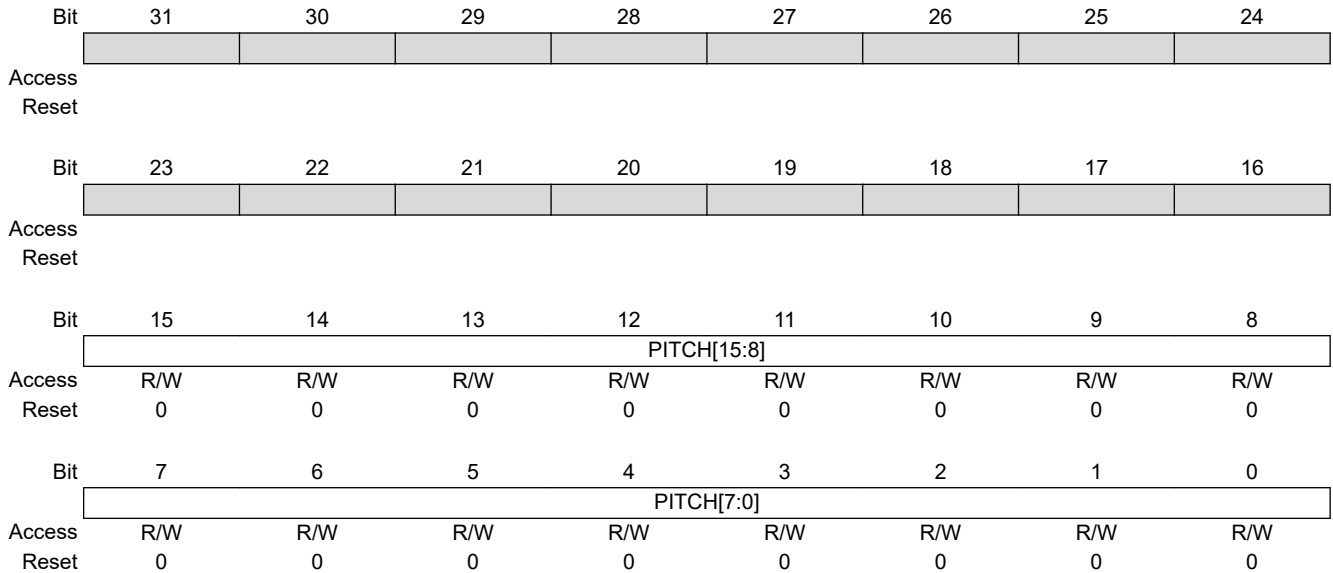 Bit 31 30 29 28 27 26 25 24
Access
Reset
Bit 23 22 21 20 19 18 17 16
Access
Reset
Bit 15 14 13 12 11 10 9 8
PITCH[15:8]
Access R/W R/W R/W R/W R/W R/W R/W R/W
Reset 0 0 0 0 0 0 0 0
Bit 7 6 5 4 3 2 1 0
PITCH[7:0]
Access R/W R/W R/W R/W R/W R/W R/W R/W
Reset 0 0 0 0 0 0 0 0